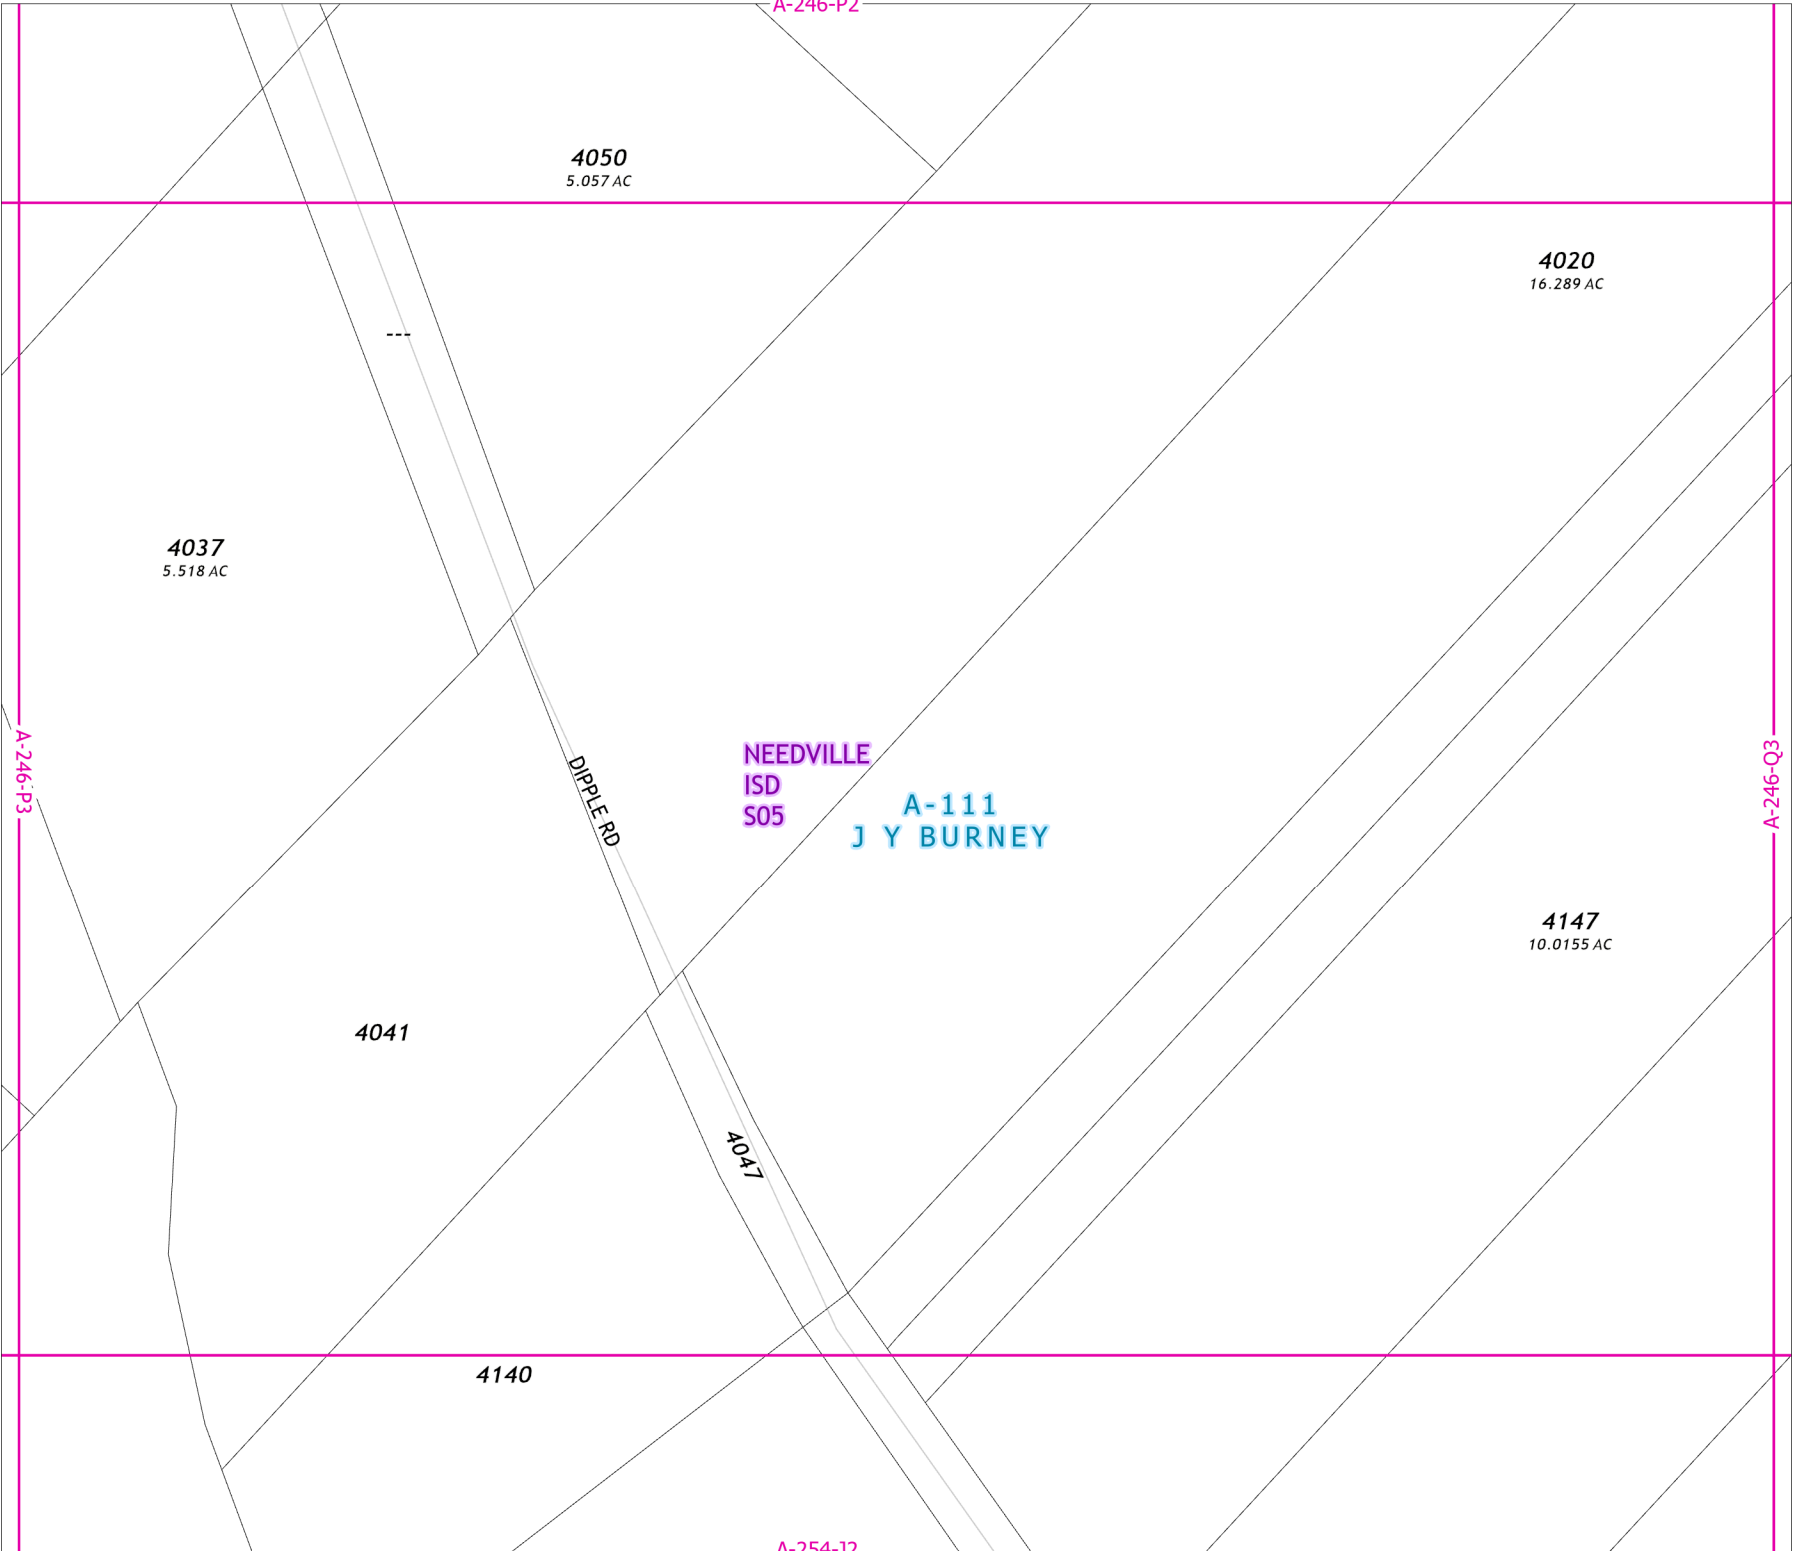 A-246-P2
4050
5.057 AC
4020
16.289 AC
---
4037
5.518 AC
A-246-P3
DIPPLE RD
NEEDVILLE
ISD
S05
A-111
J Y BURNEY
A-246-Q3
4147
10.0155 AC
4041
4047
4140
A-254-J2